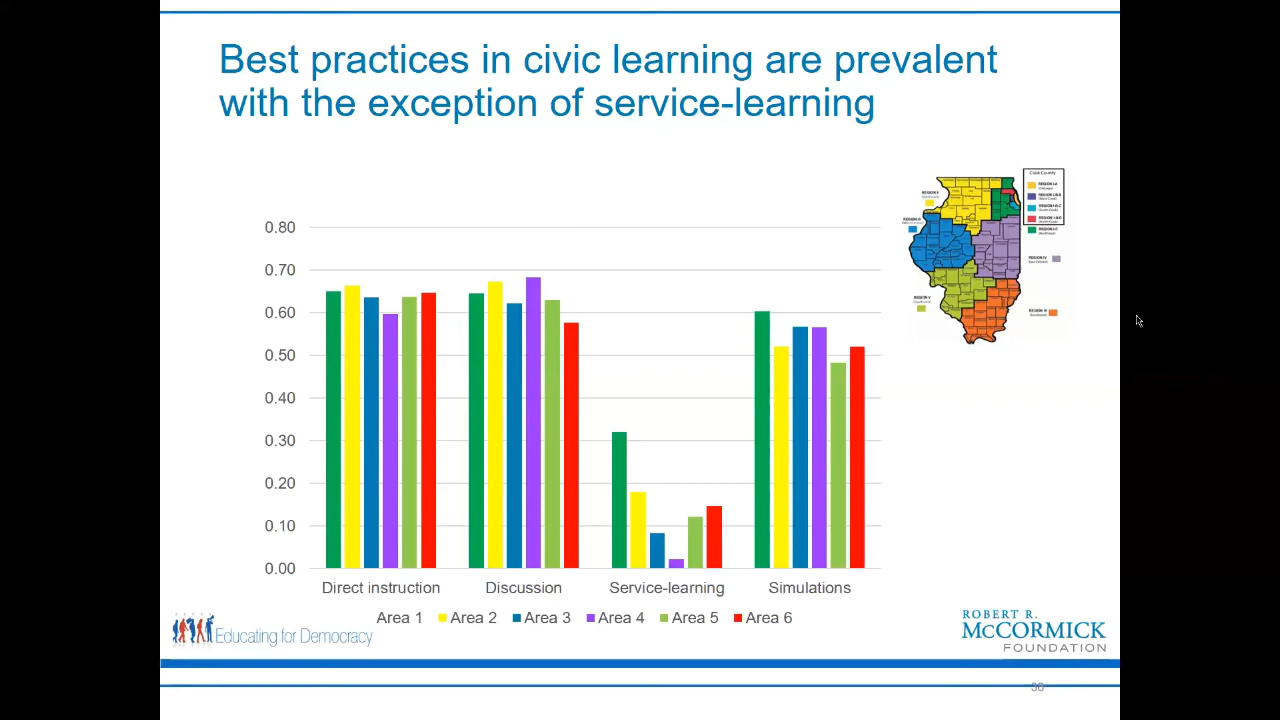 Best practices in civic learning are prevalent
with the exception of service-learning
Cook County
0.80
0.70
0.60
0.50
0.40
0.30
0.20
0.10
0.00
Direct instruction Discussion Service-learning Simulations
Area 1 Area 2 Area 3 Area 4 Area 5 Area 6
Educating for Democracy
ROBERT R.
McCORMICK
FOUNDATION